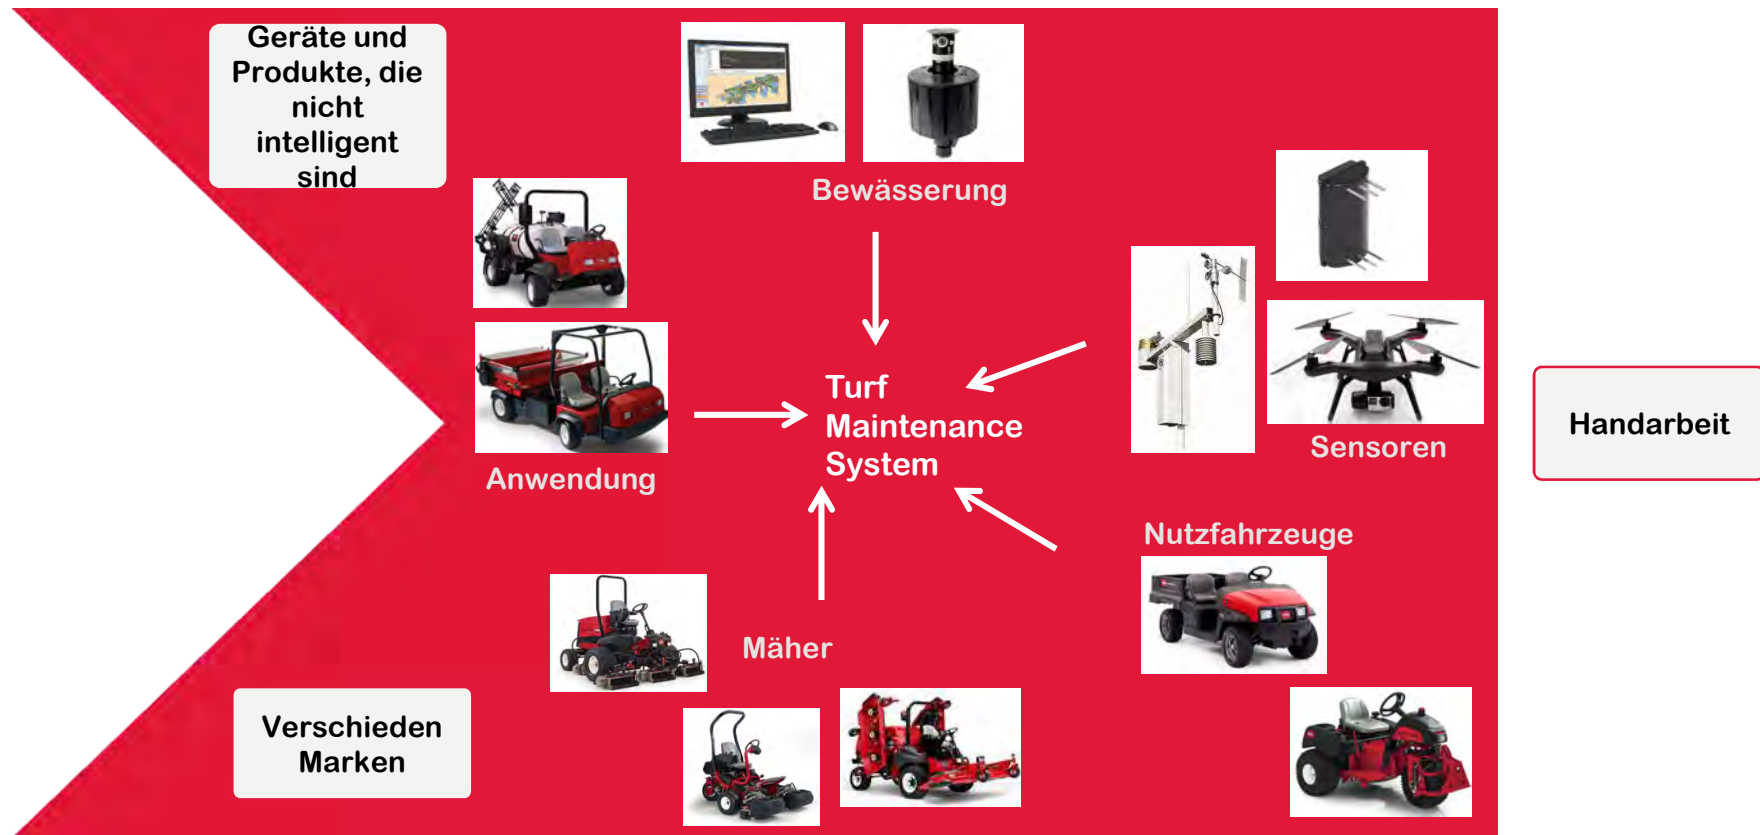 Geräte und
Produkte, die
nicht
intelligent
sind
Bewässerung
Turf
Maintenance
System
Anwendung
Sensoren
Handarbeit
Nutzfahrzeuge
Mäher
Verschieden
Marken